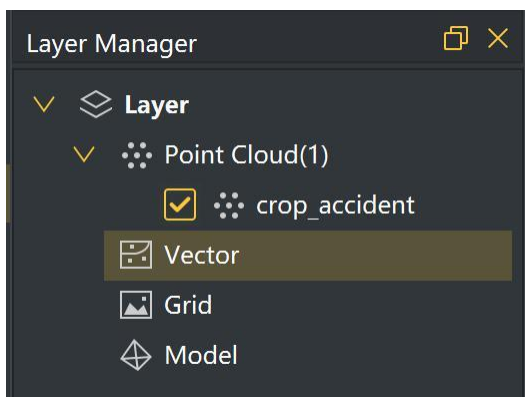 Layer Manager
Layer
Point Cloud(1)
crop_accident
Vector
Grid
Model